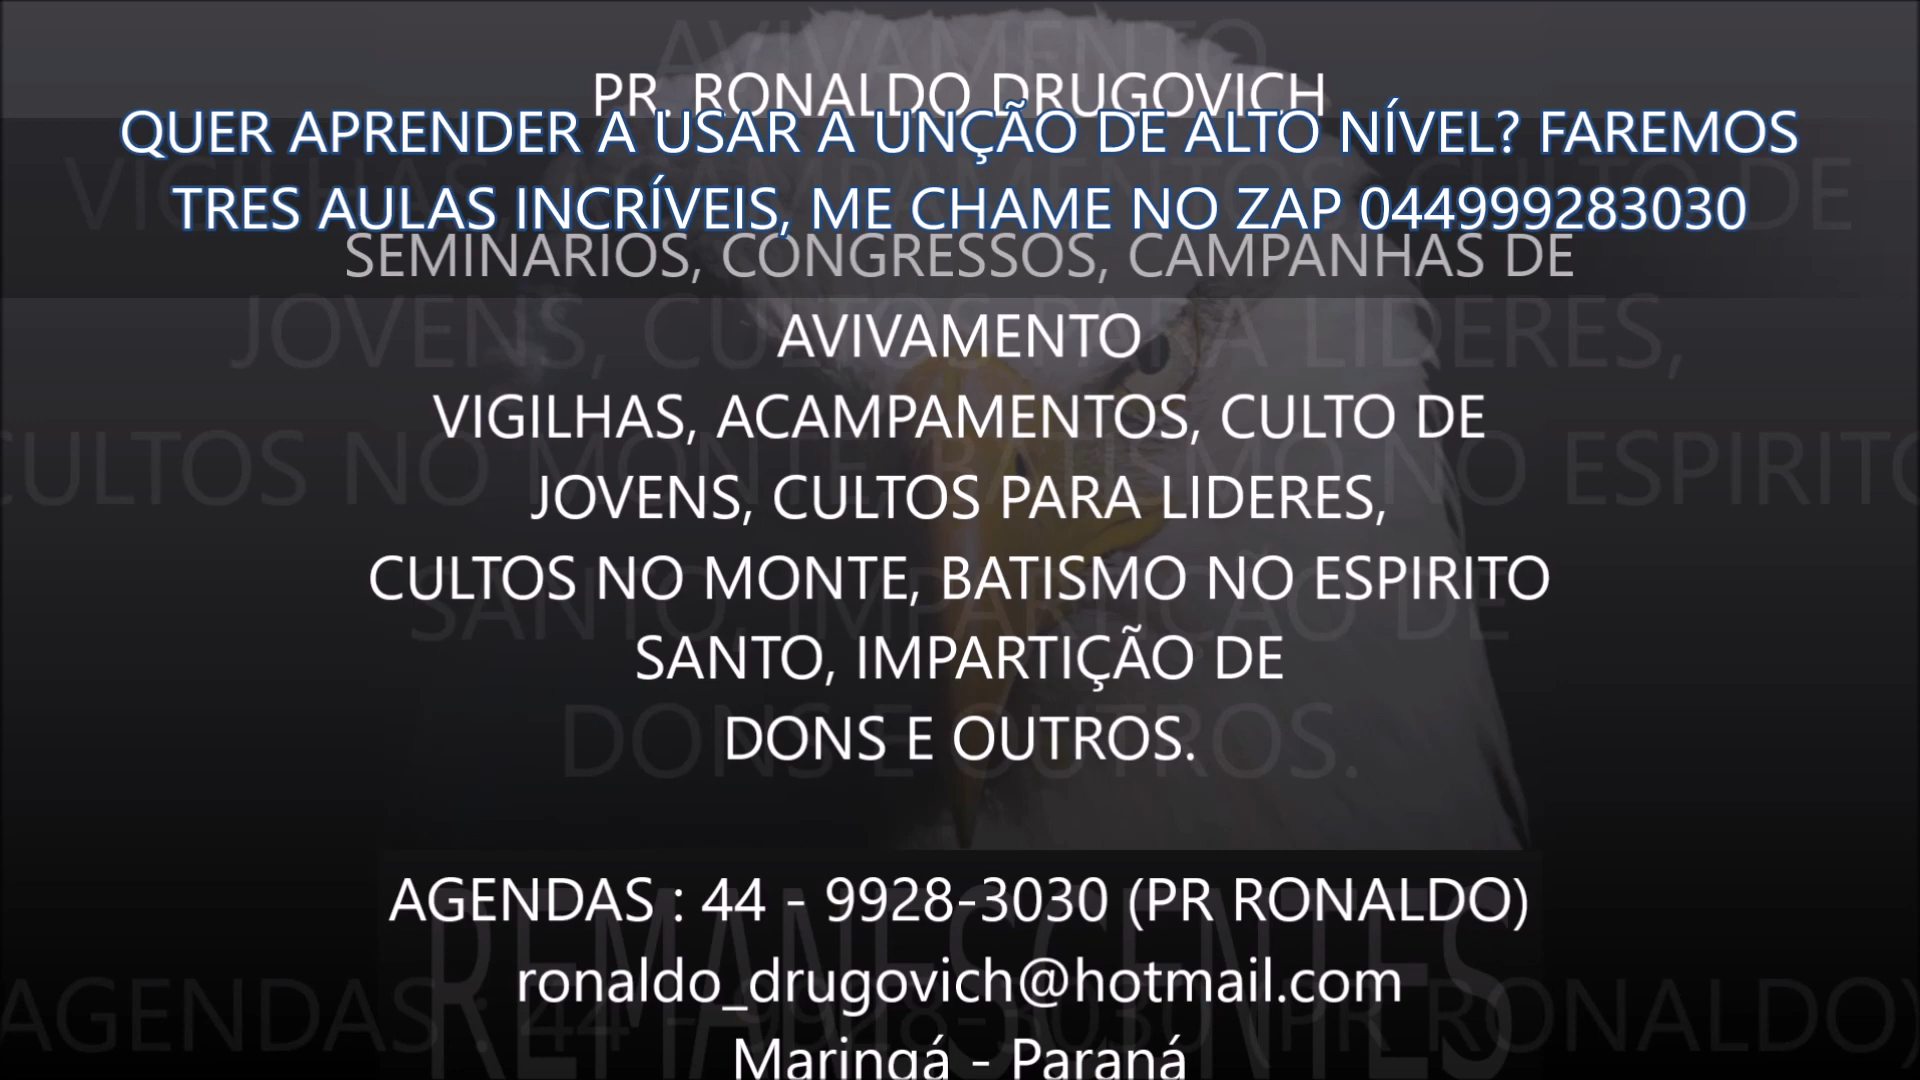 PR. RONALDO DRUGOVICH
QUER APRENDER A USAR A UNÇÃO DE ALTO NÍVEL? FAREMOS
TRES AULAS INCRÍVEIS, ME CHAME NO ZAP 044999283030
SEMINARIOS, CONGRESSOS, CAMPANHAS DE
AVIVAMENTO
VIGILHAS, ACAMPAMENTOS, CULTO DE
JOVENS, CULTOS PARA LIDERES,
CULTOS NO MONTE, BATISMO NO ESPIRITO
SANTO, IMPARTIÇÃO DE
DONS E OUTROS.
AGENDAS : 44 - 9928-3030 (PR RONALDO)
REMANESCENTES
ronaldo_drugovich@hotmail.com
Maringá - Paraná